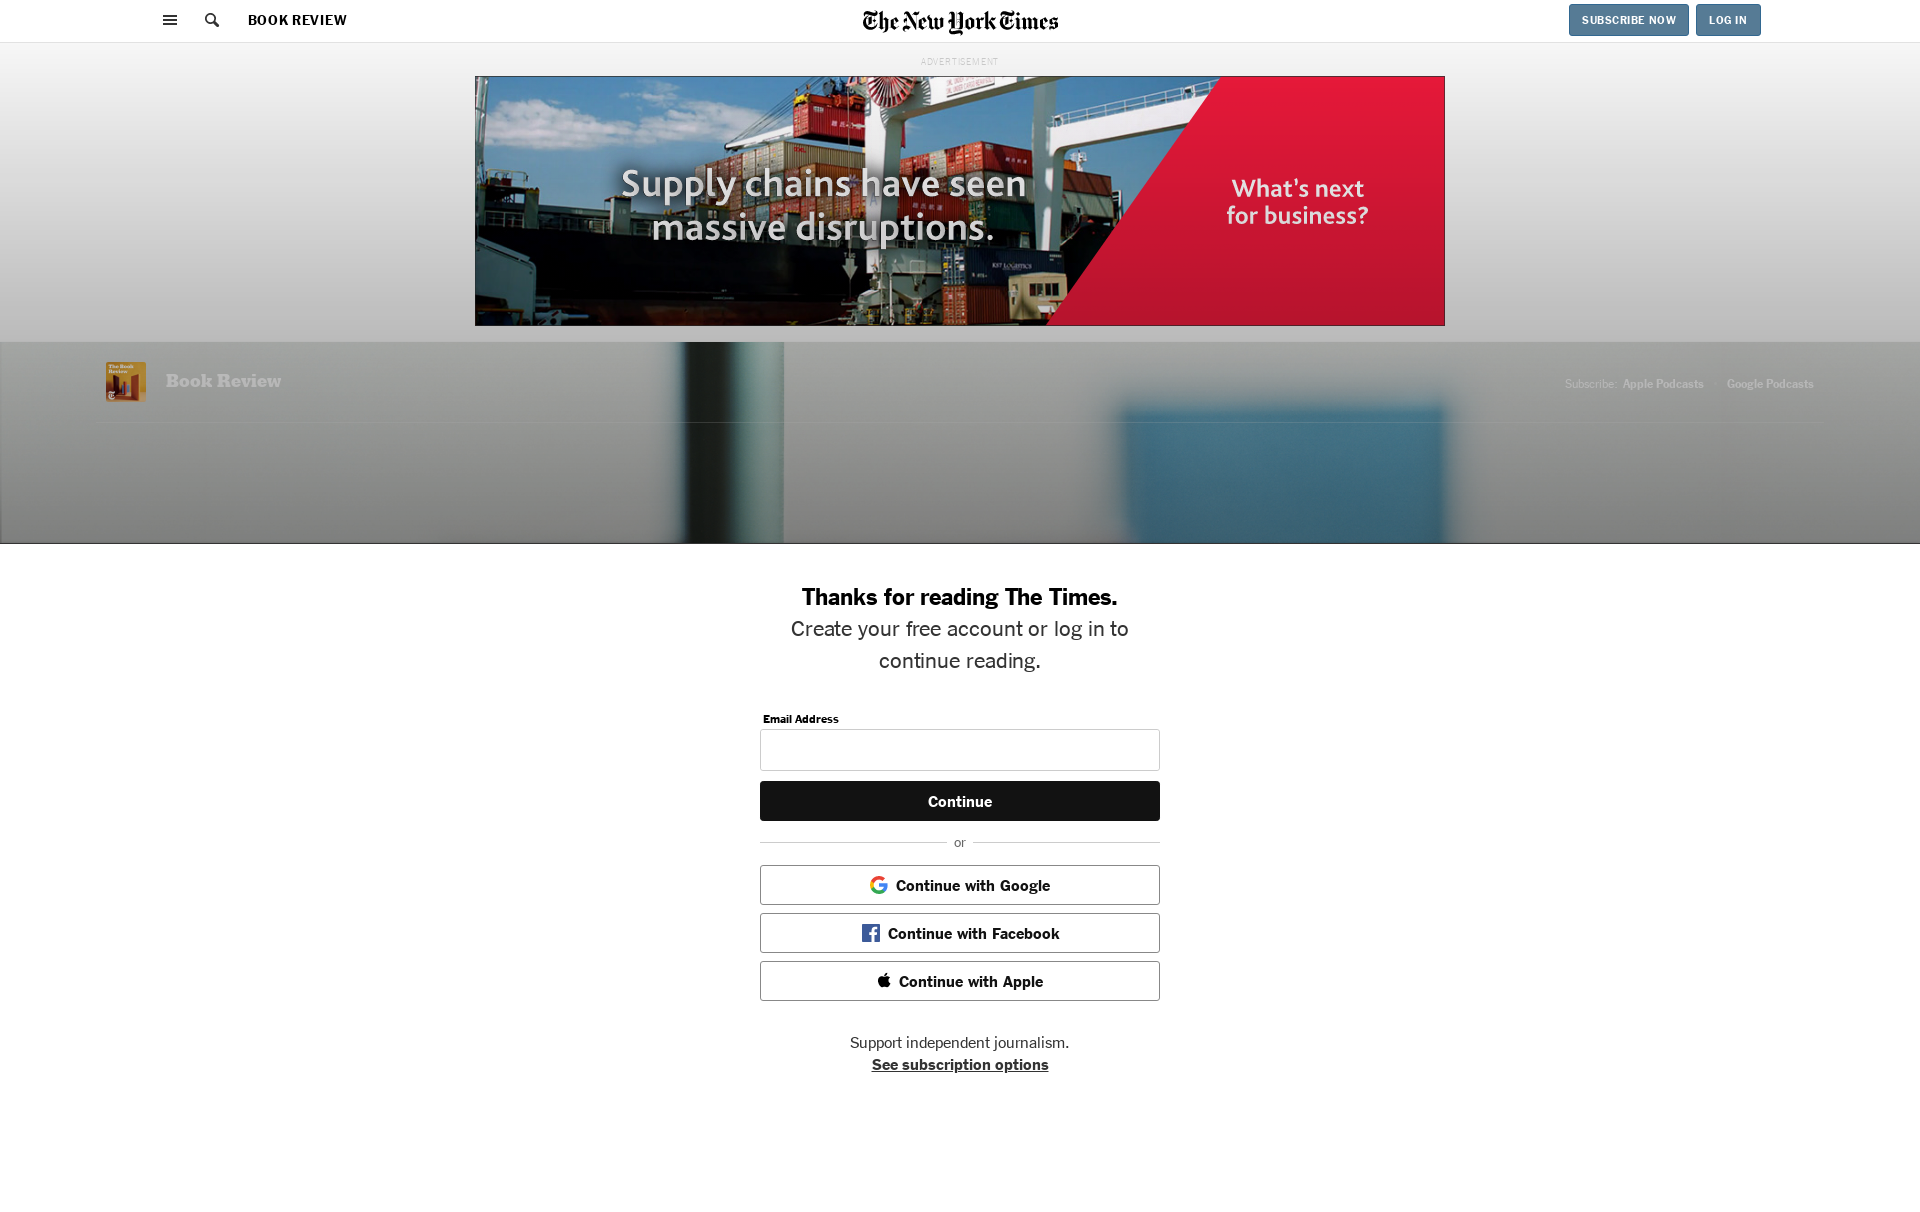 BOOK REVIEW
The New York Times
SUBSCRIBE NOW
LOG IN
ADVERTISEMENT
Supply chains have seen
massive disruptions.
What's next
for business?
The Book
Review
Book Review
Subscribe:
Apple Podcasts
Google Podcasts
Thanks for reading The Times.
Create your free account or log in to
continue reading.
Email Address
Continue
or
Continue with Google
Continue with Facebook
Continue with Apple
Support independent journalism.
See subscription options